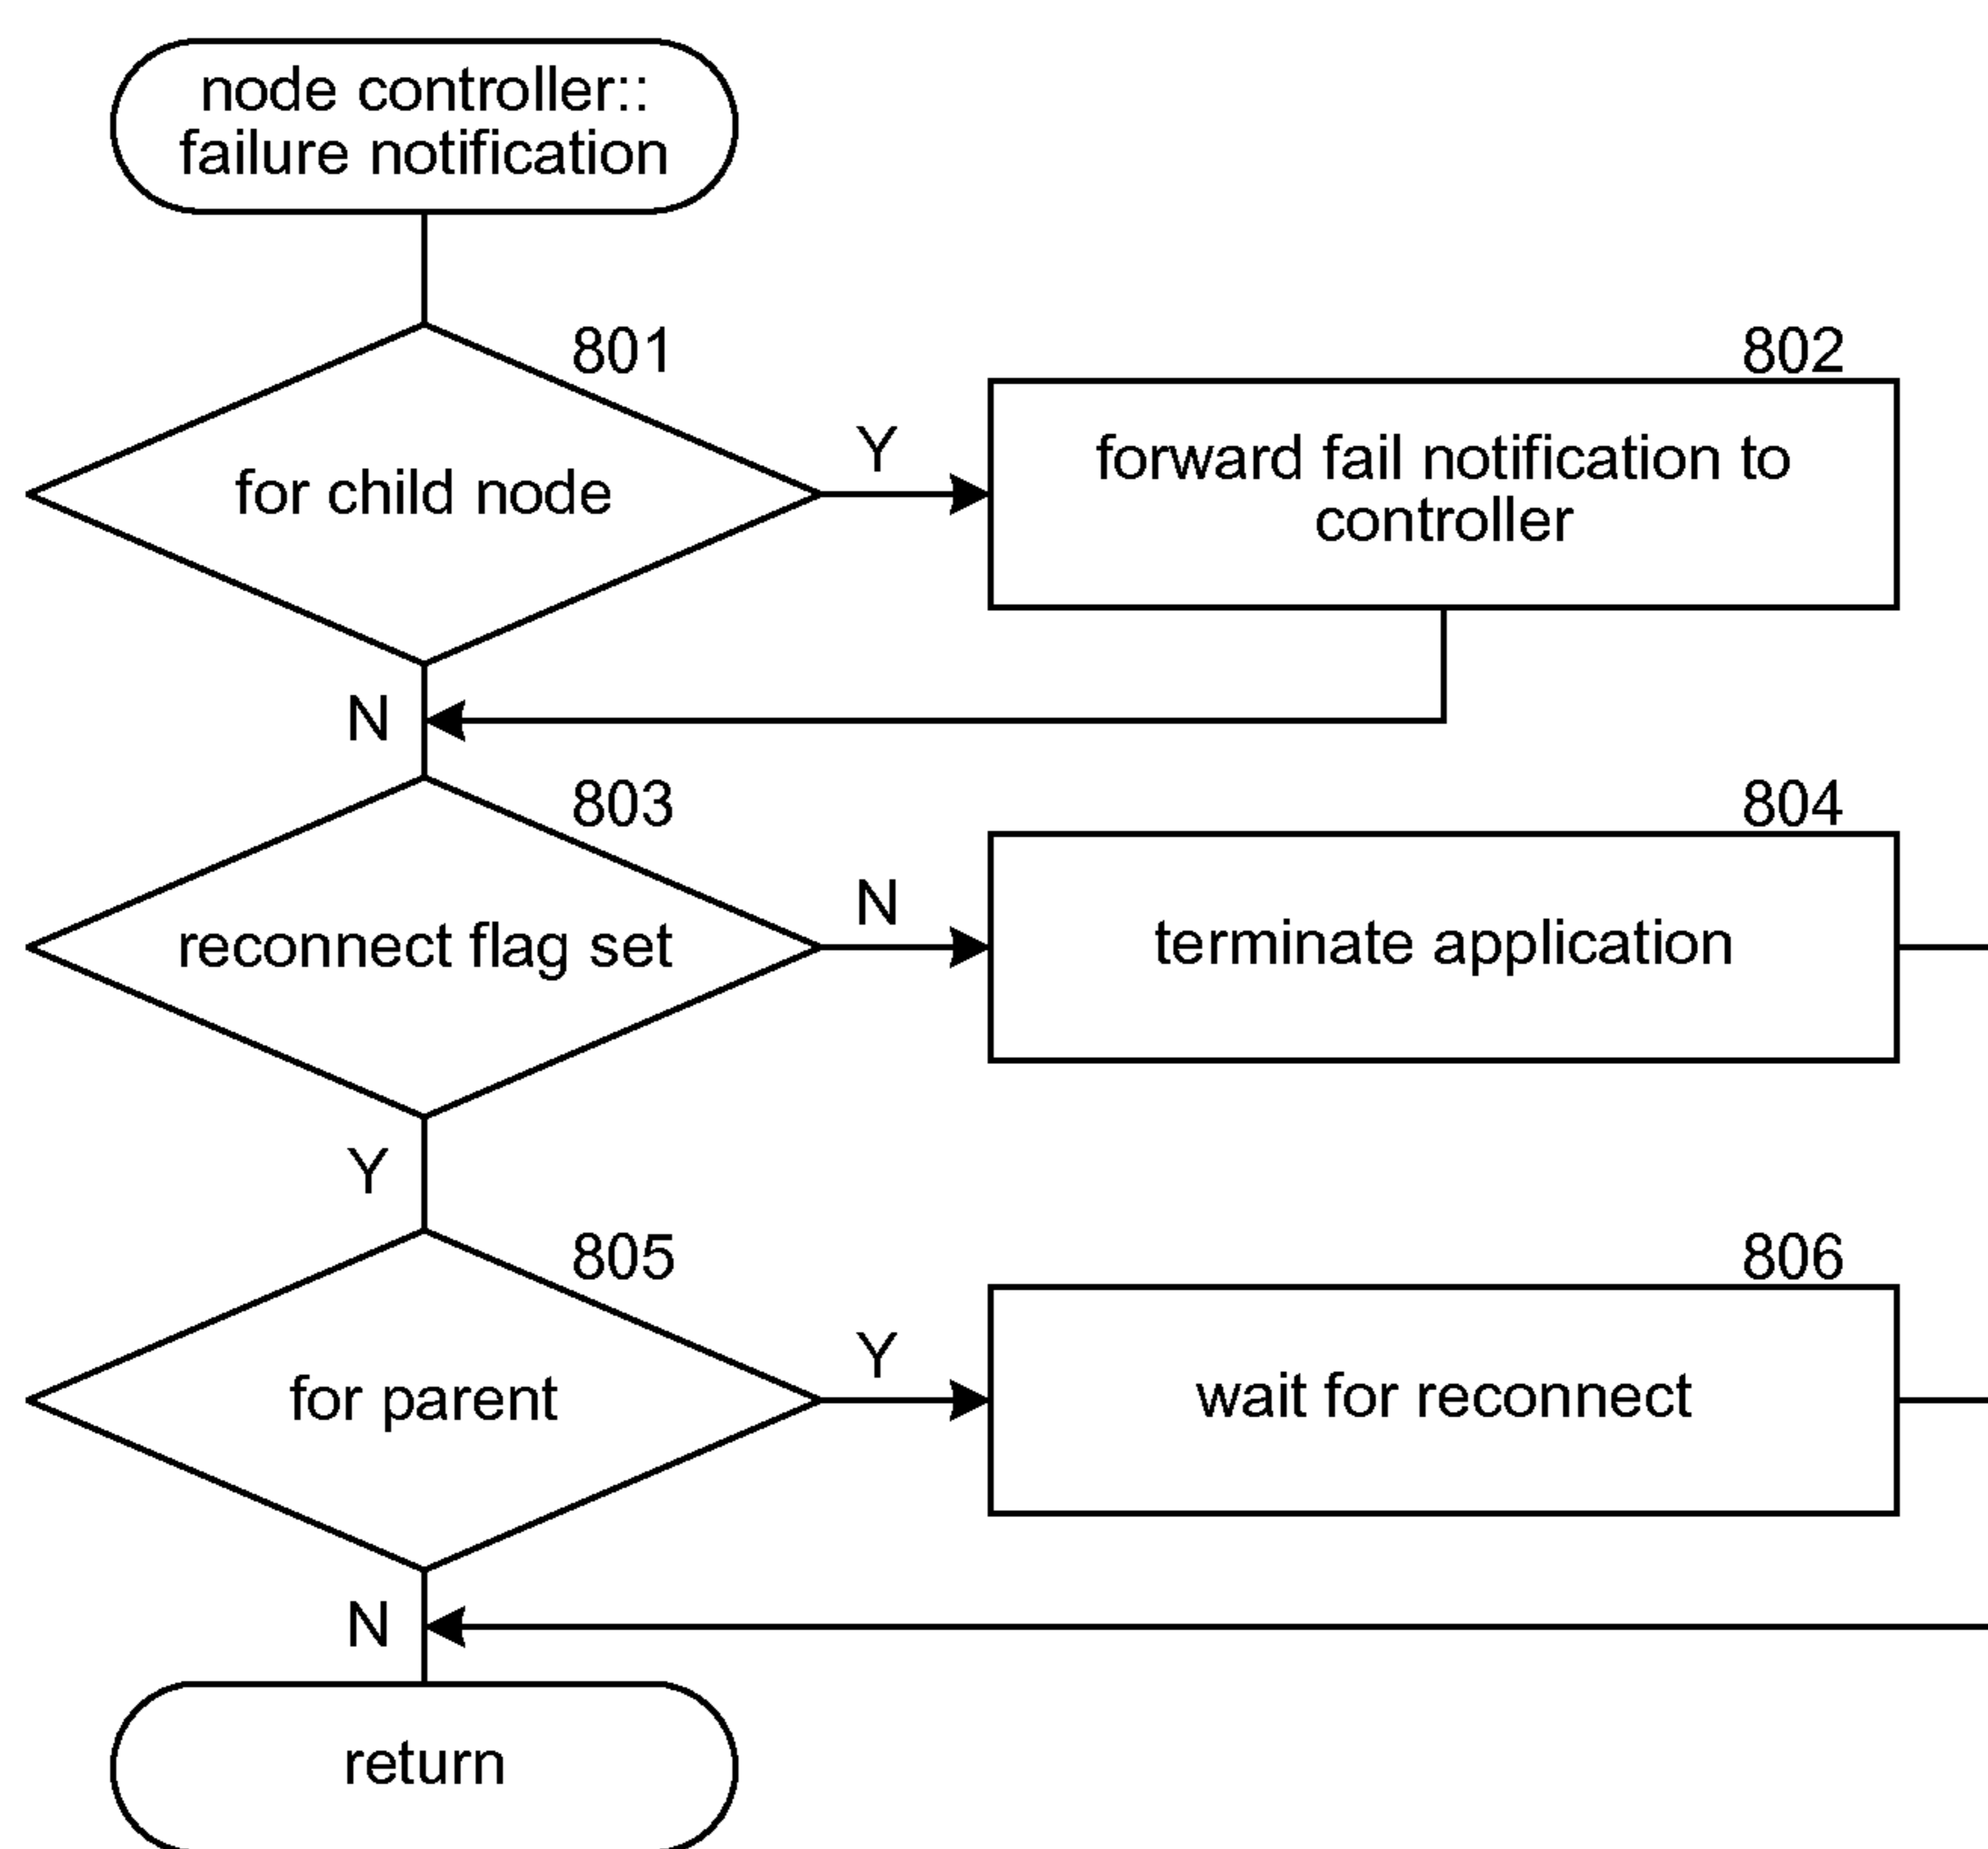 node controller::
failure notification
801
for child node
Y
802
forward fail notification to
controller
N
803
reconnect flag set
N
804
terminate application
Y
805
for parent
Y
806
wait for reconnect
N
return